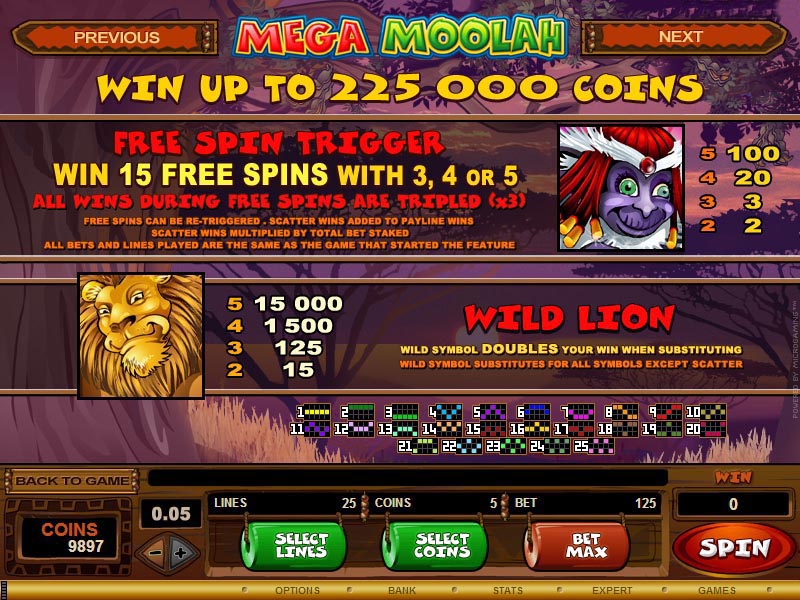 PREVIOUS
MEGA MOOLAH
NEXT
WIN UP TO 225 000 COINS
FREE SPIN TRIGGER
WIN 15 FREE SPINS WITH 3, 4 OR 5
ALL WINS DURING FREE SPINS ARE TRIPLED (x3)
FREE SPINS CAN BE RE-TRIGGERED . SCATTER WINS ADDED TO PAYLINE WINS
SCATTER WINS MULTIPLIED BY TOTAL BET STAKED
ALL BETS AND LINES PLAYED ARE THE SAME AS THE GAME THAT STARTED THE FEATURE
5 100
4 20
3 3
2 2
5 15 000
4 1 500
3 125
2 15
WILD LION
WILD SYMBOL DOUBLES YOUR WIN WHEN SUBSTITUTING
WILD SYMBOL SUBSTITUTES FOR ALL SYMBOLS EXCEPT SCATTER
POWERED BY MICROGAMING™
1 2 3 4 5 6 7 8 9 10
11 12 13 14 15 16 17 18 19 20
21 22 23 24 25
BACK TO GAME
WIN
0.05
LINES 25 COINS 5 BET 125
0
COINS
9897
SELECT LINES
SELECT COINS
BET MAX
SPIN
OPTIONS BANK STATS EXPERT GAMES